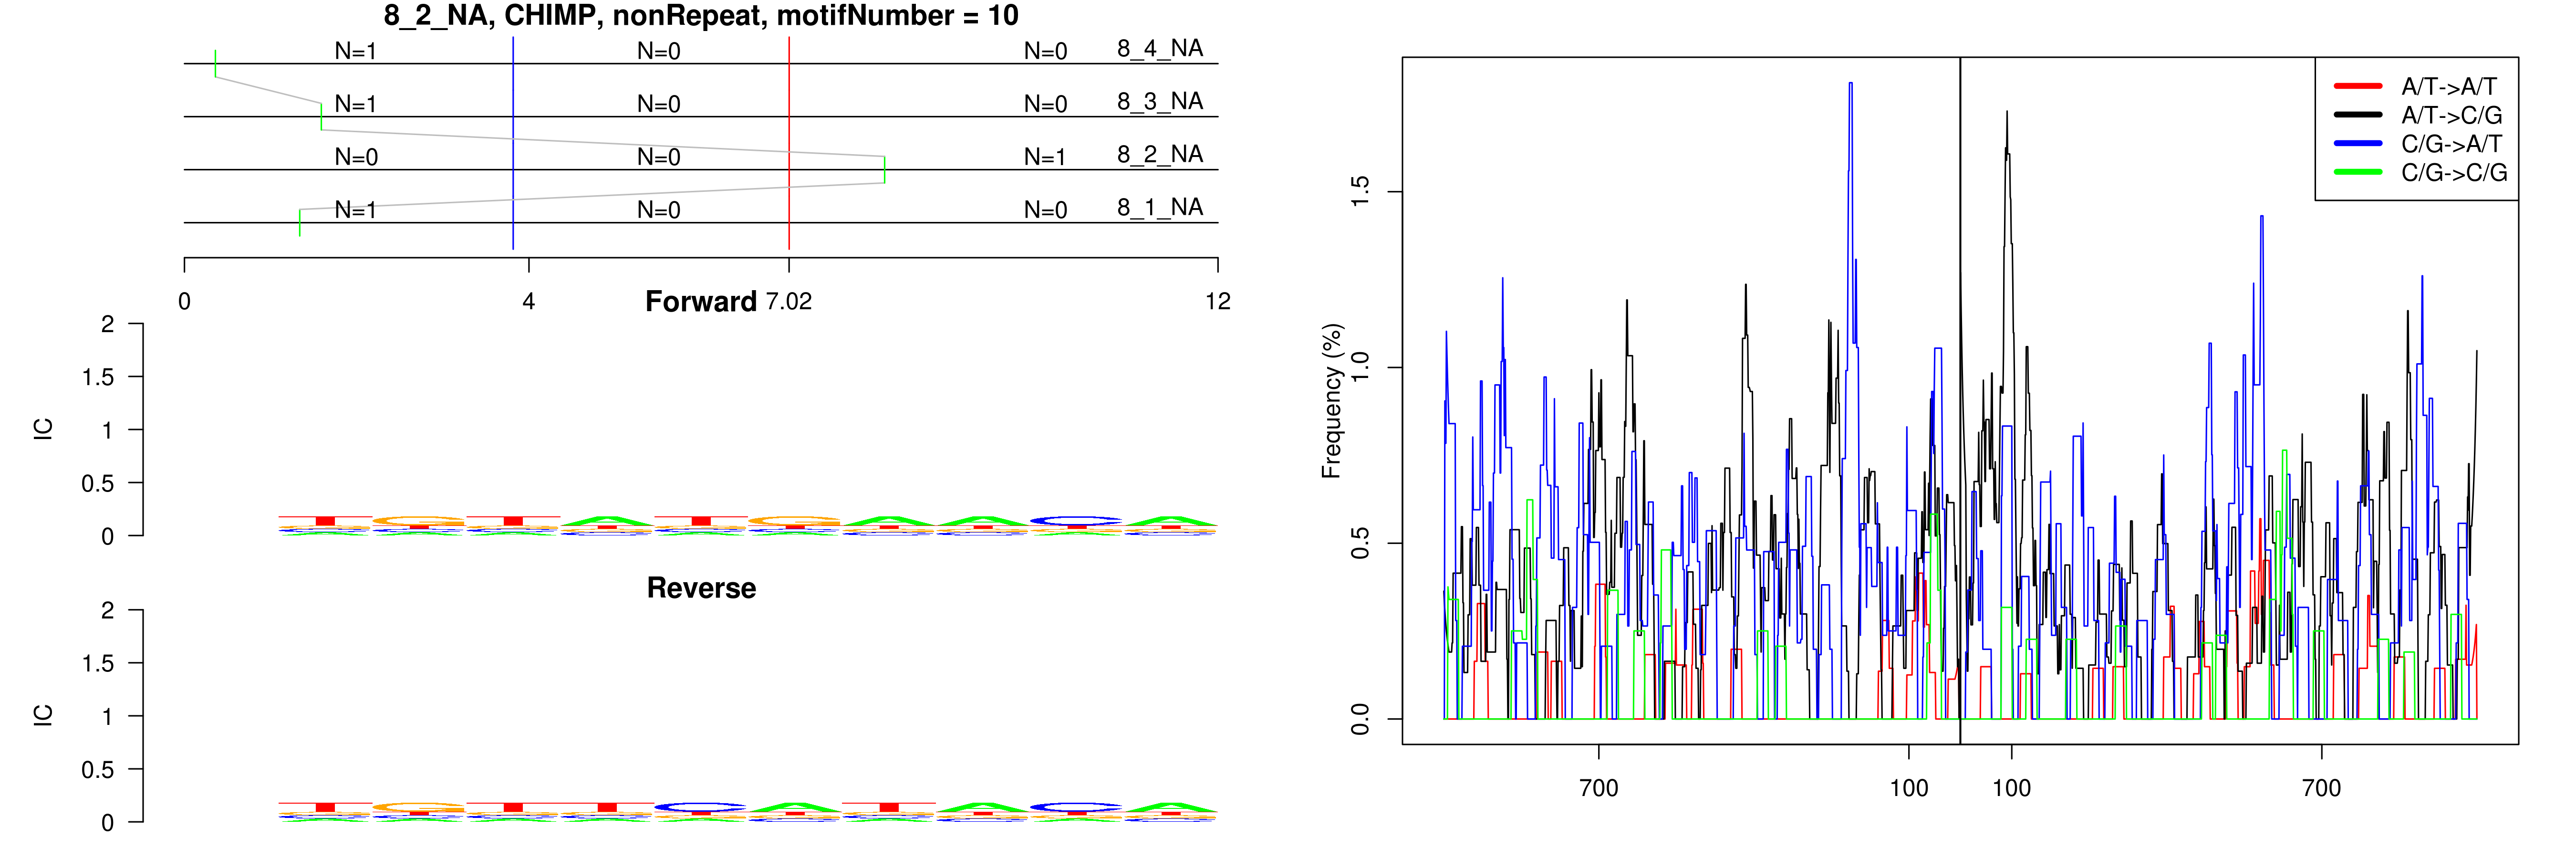 8_2_NA, CHIMP, nonRepeat, motifNumber = 10
N=1 N=0 N=0 8_4_NA
N=1 N=0 N=0 8_3_NA
N=0 N=0 N=1 8_2_NA
N=1 N=0 N=0 8_1_NA
0 4 7.02 12
Forward
IC
2
1.5
1
0.5
0
T G T A T G A A C A
Reverse
IC
2
1.5
1
0.5
0
T G T T C A T A C A
Frequency (%)
1.5
1.0
0.5
0.0
700 100 100 700
A/T->A/T
A/T->C/G
C/G->A/T
C/G->C/G